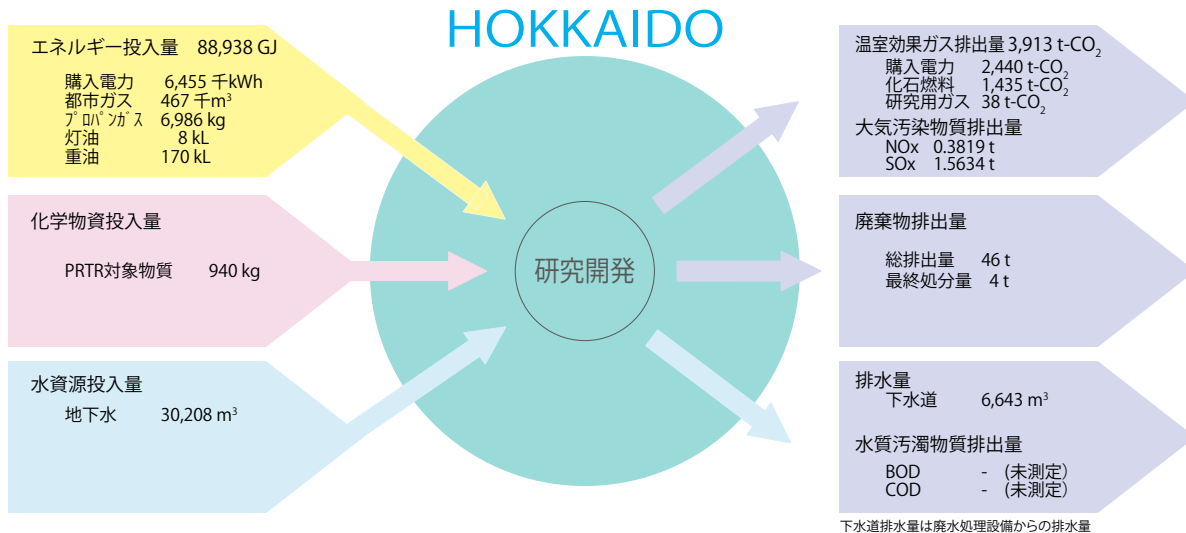 HOKKAIDO
エネルギー投入量 88,938 GJ
購入電力 6,455 千kWh
都市ガス 467 千m³
プロパンガス 6,986 kg
灯油 8 kL
重油 170 kL
化学物資投入量
PRTR対象物質 940 kg
水資源投入量
地下水 30,208 m³
研究開発
温室効果ガス排出量 3,913 t-CO₂
購入電力 2,440 t-CO₂
化石燃料 1,435 t-CO₂
研究用ガス 38 t-CO₂
大気汚染物質排出量
NOx 0.3819 t
SOx 1.5634 t
廃棄物排出量
総排出量 46 t
最終処分量 4 t
排水量
下水道 6,643 m³
水質汚濁物質排出量
BOD - (未測定)
COD - (未測定)
下水道排水量は廃水処理設備からの排水量